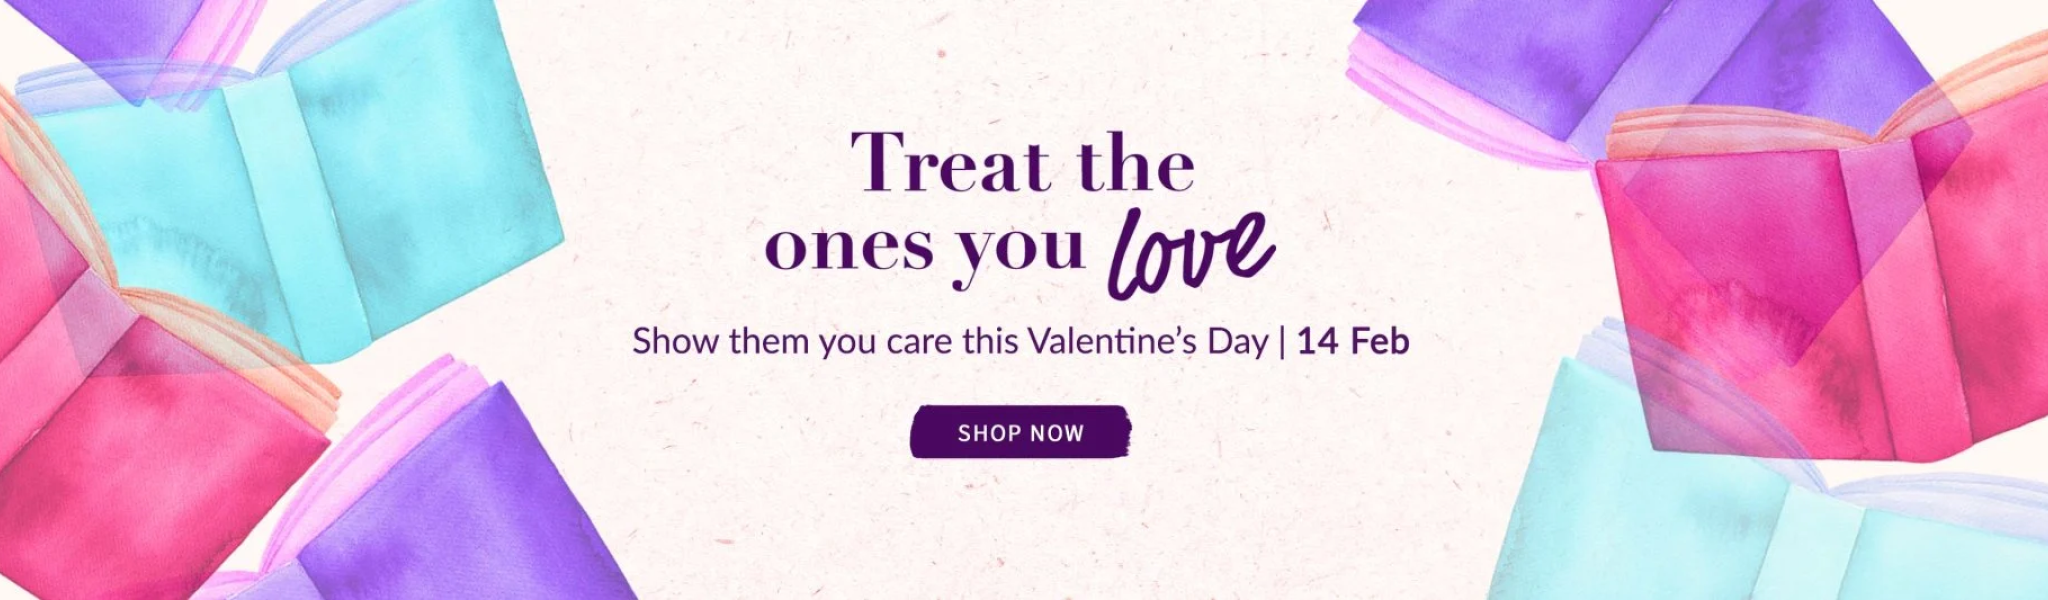 Treat the
ones you love
Show them you care this Valentine’s Day | 14 Feb
SHOP NOW